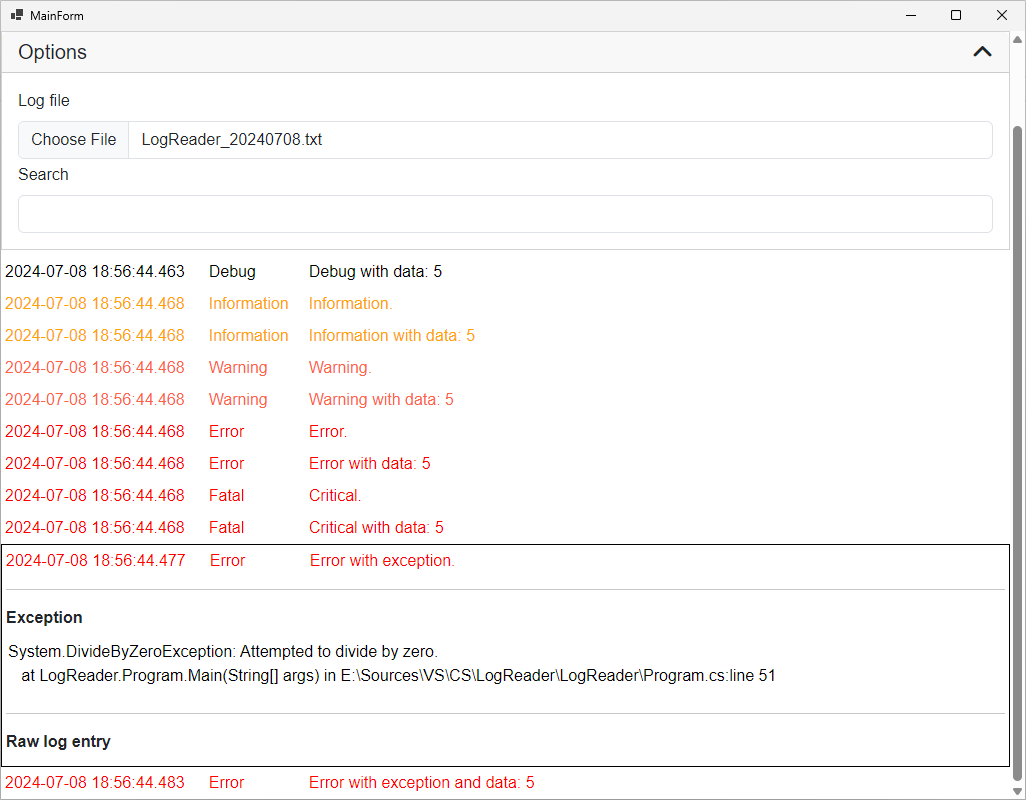 MainForm
Options
Log file
Choose File LogReader_20240708.txt
Search
2024-07-08 18:56:44.463 Debug Debug with data: 5
2024-07-08 18:56:44.468 Information Information.
2024-07-08 18:56:44.468 Information Information with data: 5
2024-07-08 18:56:44.468 Warning Warning.
2024-07-08 18:56:44.468 Warning Warning with data: 5
2024-07-08 18:56:44.468 Error Error.
2024-07-08 18:56:44.468 Error Error with data: 5
2024-07-08 18:56:44.468 Fatal Critical.
2024-07-08 18:56:44.468 Fatal Critical with data: 5
2024-07-08 18:56:44.477 Error Error with exception.
Exception
System.DivideByZeroException: Attempted to divide by zero.
at LogReader.Program.Main(String[] args) in E:\Sources\VS\CS\LogReader\LogReader\Program.cs:line 51
Raw log entry
2024-07-08 18:56:44.483 Error Error with exception and data: 5